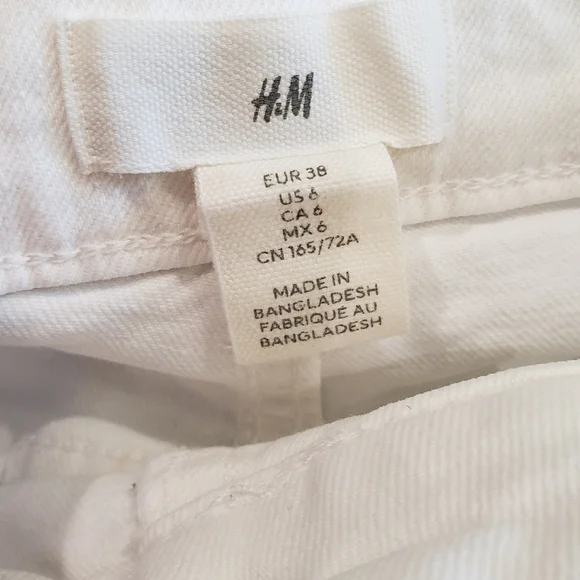 H&M
EUR 38
US 6
CA 6
MX 6
CN 165/72A
MADE IN
BANGLADESH
FABRIQUÉ AU
BANGLADESH